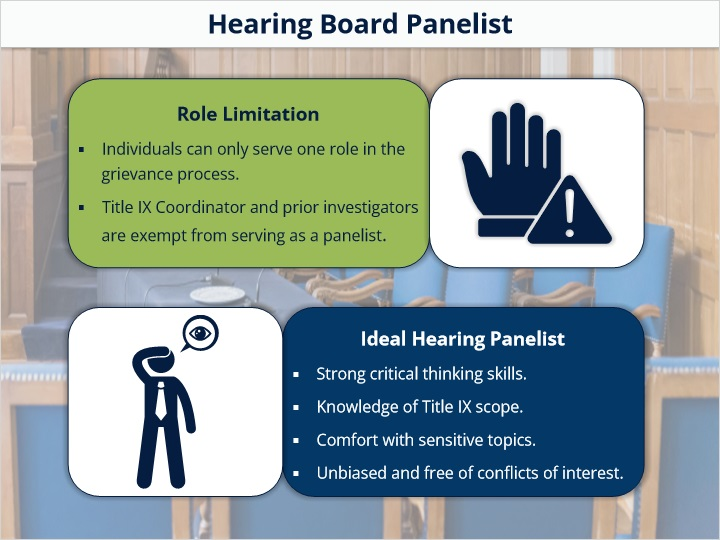 Hearing Board Panelist
Role Limitation
▪ Individuals can only serve one role in the
grievance process.
▪ Title IX Coordinator and prior investigators
are exempt from serving as a panelist.
Ideal Hearing Panelist
▪ Strong critical thinking skills.
▪ Knowledge of Title IX scope.
▪ Comfort with sensitive topics.
▪ Unbiased and free of conflicts of interest.